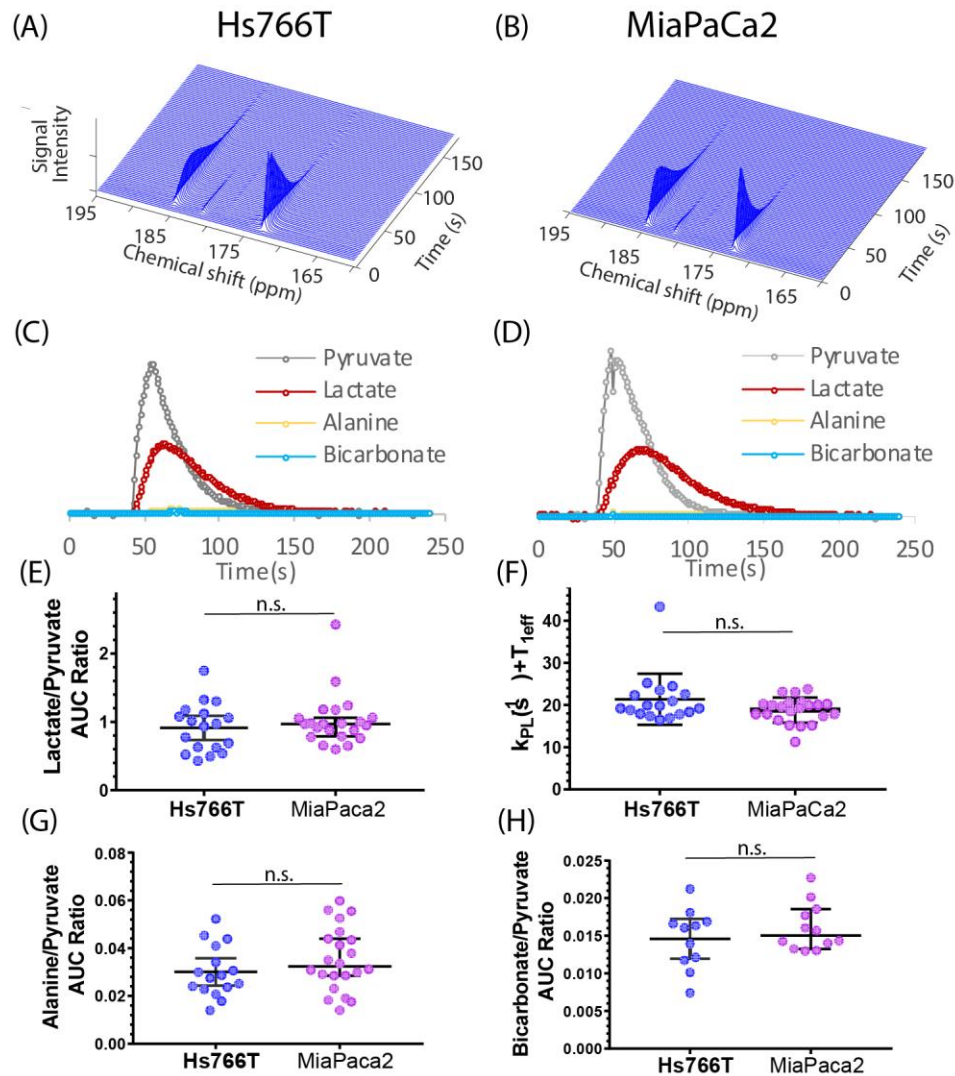 (A) Hs766T
(B) MiaPaCa2
Signal
Intensity
195
185
175
165
Chemical shift (ppm)
0
50
100
150
Time (s)
195
185
175
165
Chemical shift (ppm)
0
50
100
150
Time (s)
(C)
Pyruvate
Lactate
Alanine
Bicarbonate
0 50 100 150 200 250
Time(s)
(D)
Pyruvate
Lactate
Alanine
Bicarbonate
0 50 100 150 200 250
Time(s)
(E)
Lactate/Pyruvate
AUC Ratio
n.s.
2
1
0
Hs766T MiaPaca2
(F)
k_PL(1/s)+T_1eff
n.s.
40
30
20
10
0
Hs766T MiaPaCa2
(G)
Alanine/Pyruvate
AUC Ratio
n.s.
0.08
0.06
0.04
0.02
0.00
Hs766T MiaPaca2
(H)
Bicarbonate/Pyruvate
AUC Ratio
n.s.
0.025
0.020
0.015
0.010
0.005
0.000
Hs766T MiaPaca2